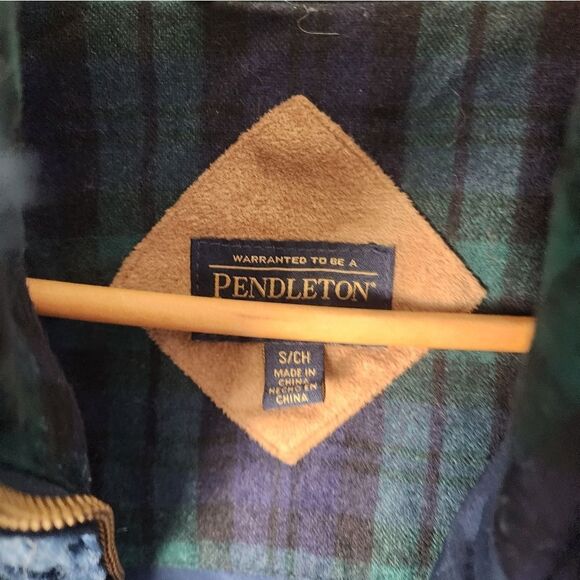 WARRANTED TO BE A
PENDLETON®
S/CH
MADE IN
CHINA
HECHO EN
CHINA